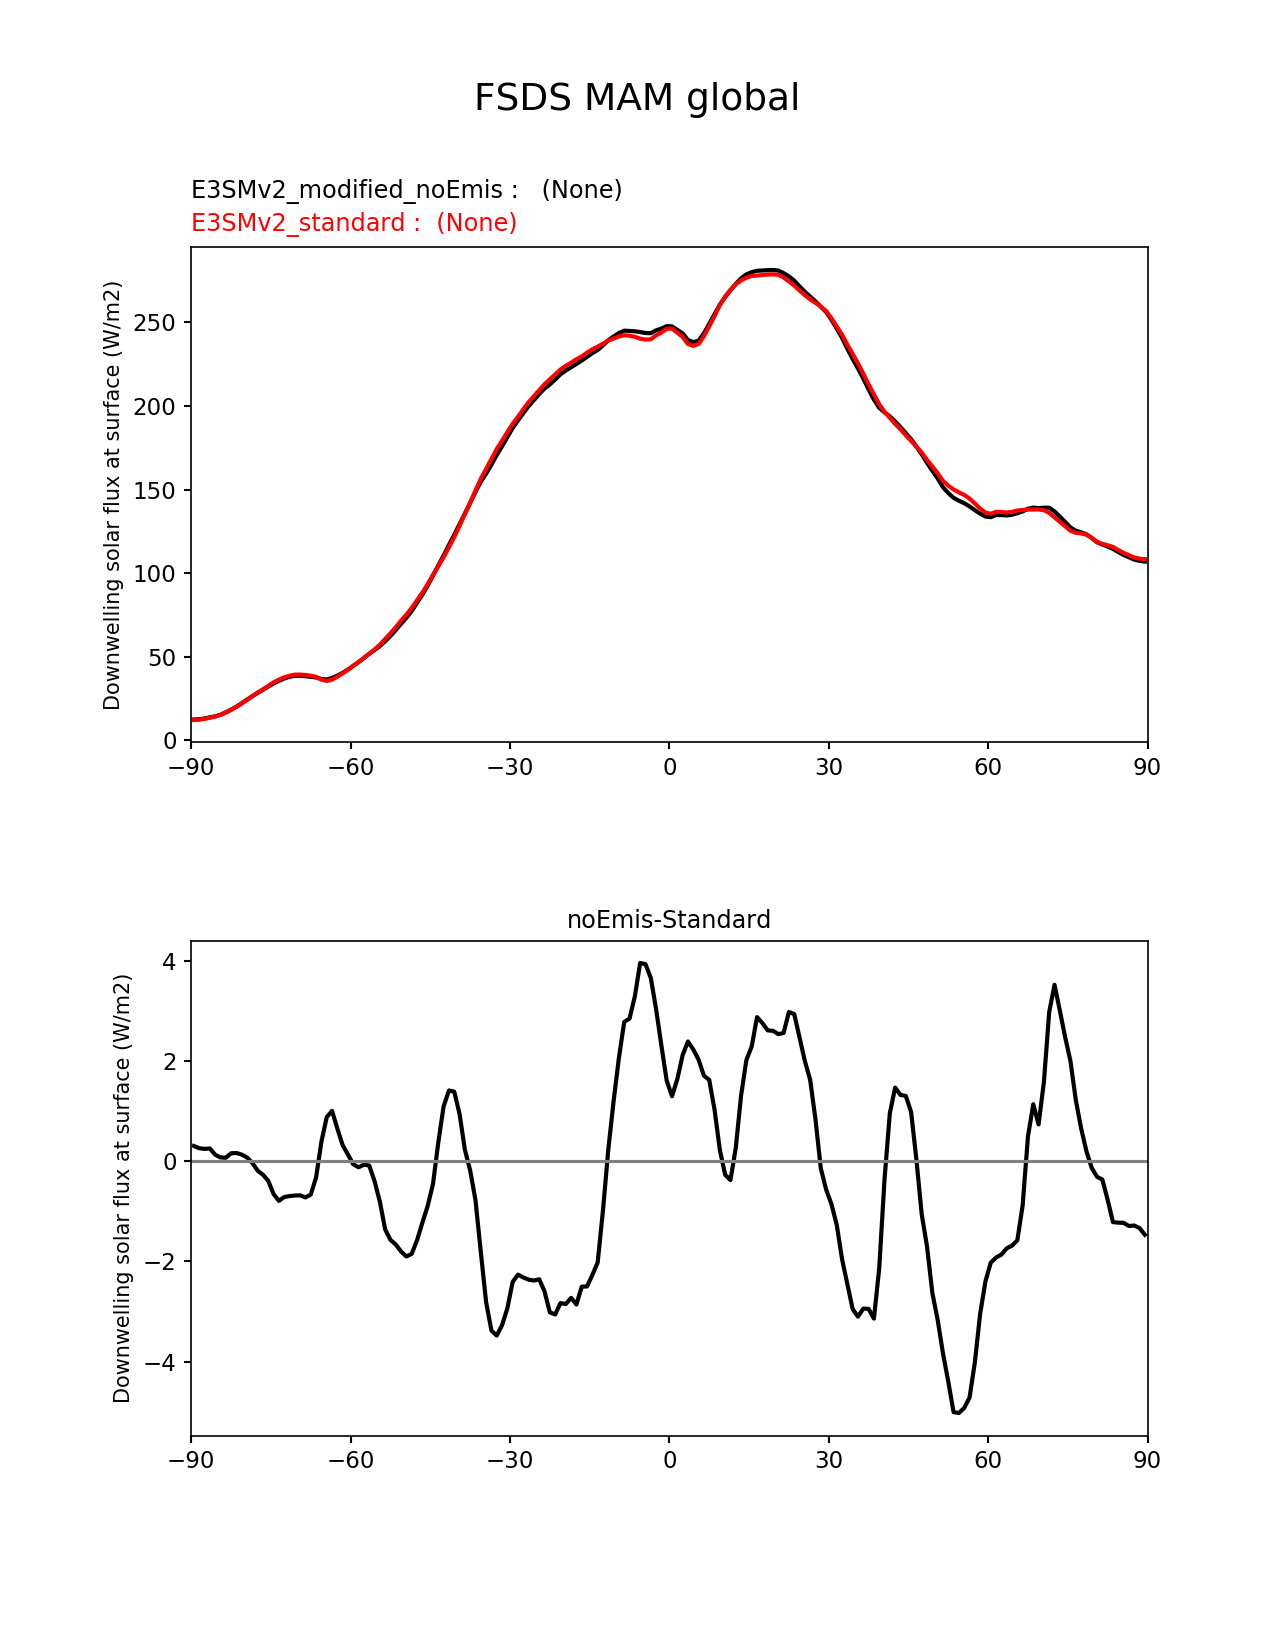 FSDS MAM global
E3SMv2_modified_noEmis :   (None)
E3SMv2_standard :  (None)
Downwelling solar flux at surface (W/m2)
250
200
150
100
50
0
−90 −60 −30 0 30 60 90
noEmis-Standard
Downwelling solar flux at surface (W/m2)
4
2
0
−2
−4
−90 −60 −30 0 30 60 90